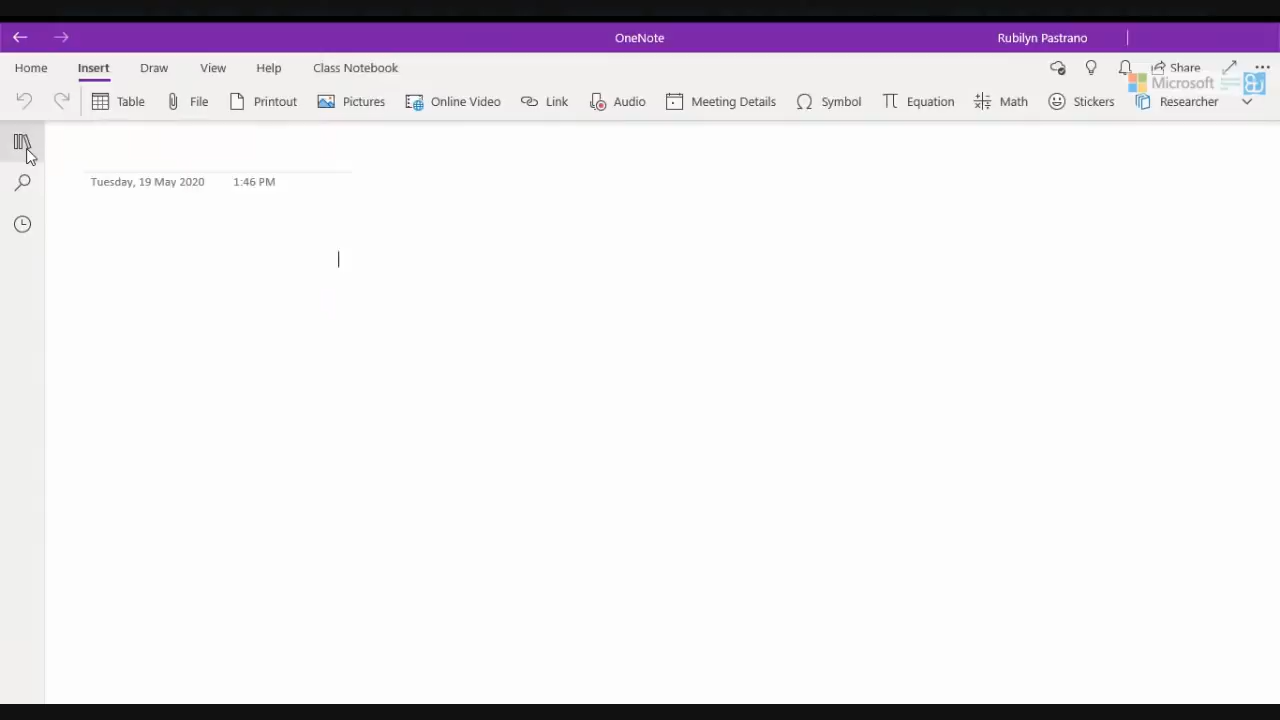 OneNote
Rubilyn Pastrano
Home Insert Draw View Help Class Notebook
Share
Microsoft
Table File Printout Pictures Online Video Link Audio Meeting Details Symbol Equation Math Stickers Researcher
Tuesday, 19 May 2020 1:46 PM